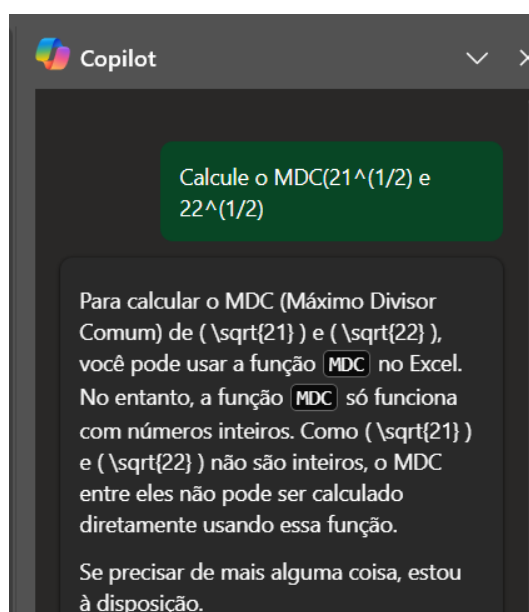 Copilot
Calcule o MDC(21^(1/2) e
22^(1/2)
Para calcular o MDC (Máximo Divisor
Comum) de ( \sqrt{21} ) e ( \sqrt{22} ),
você pode usar a função MDC no Excel.
No entanto, a função MDC só funciona
com números inteiros. Como ( \sqrt{21} )
e ( \sqrt{22} ) não são inteiros, o MDC
entre eles não pode ser calculado
diretamente usando essa função.
Se precisar de mais alguma coisa, estou
à disposição.